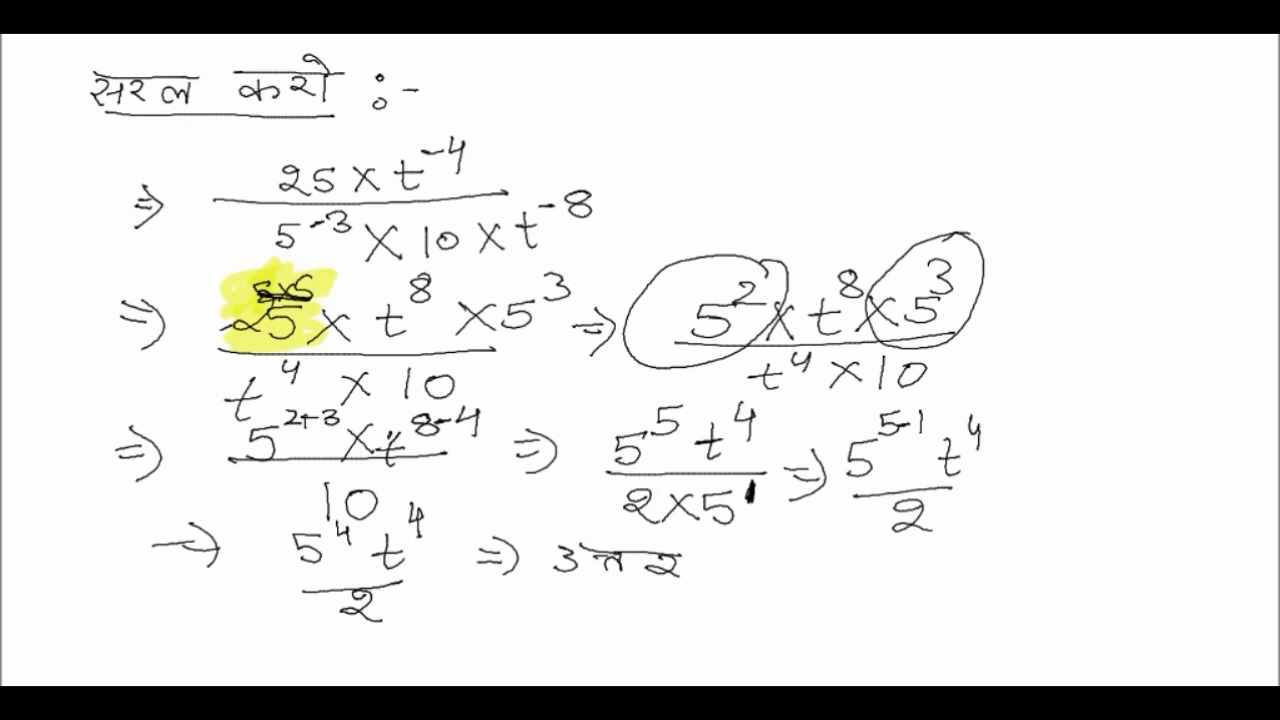 सरल करो :-
⇒ 25 × t⁻⁴ / 5⁻³ × 10 × t⁻⁸
⇒ 25 × t⁸ × 5³ / t⁴ × 10 ⇒ 5² × t⁸ × 5³ / t⁴ × 10
⇒ 5²⁺³ × t⁸⁻⁴ / 10 ⇒ 5⁵ t⁴ / 2 × 5¹ ⇒ 5⁵⁻¹ t⁴ / 2
⇒ 5⁴ t⁴ / 2 ⇒ उत्तर